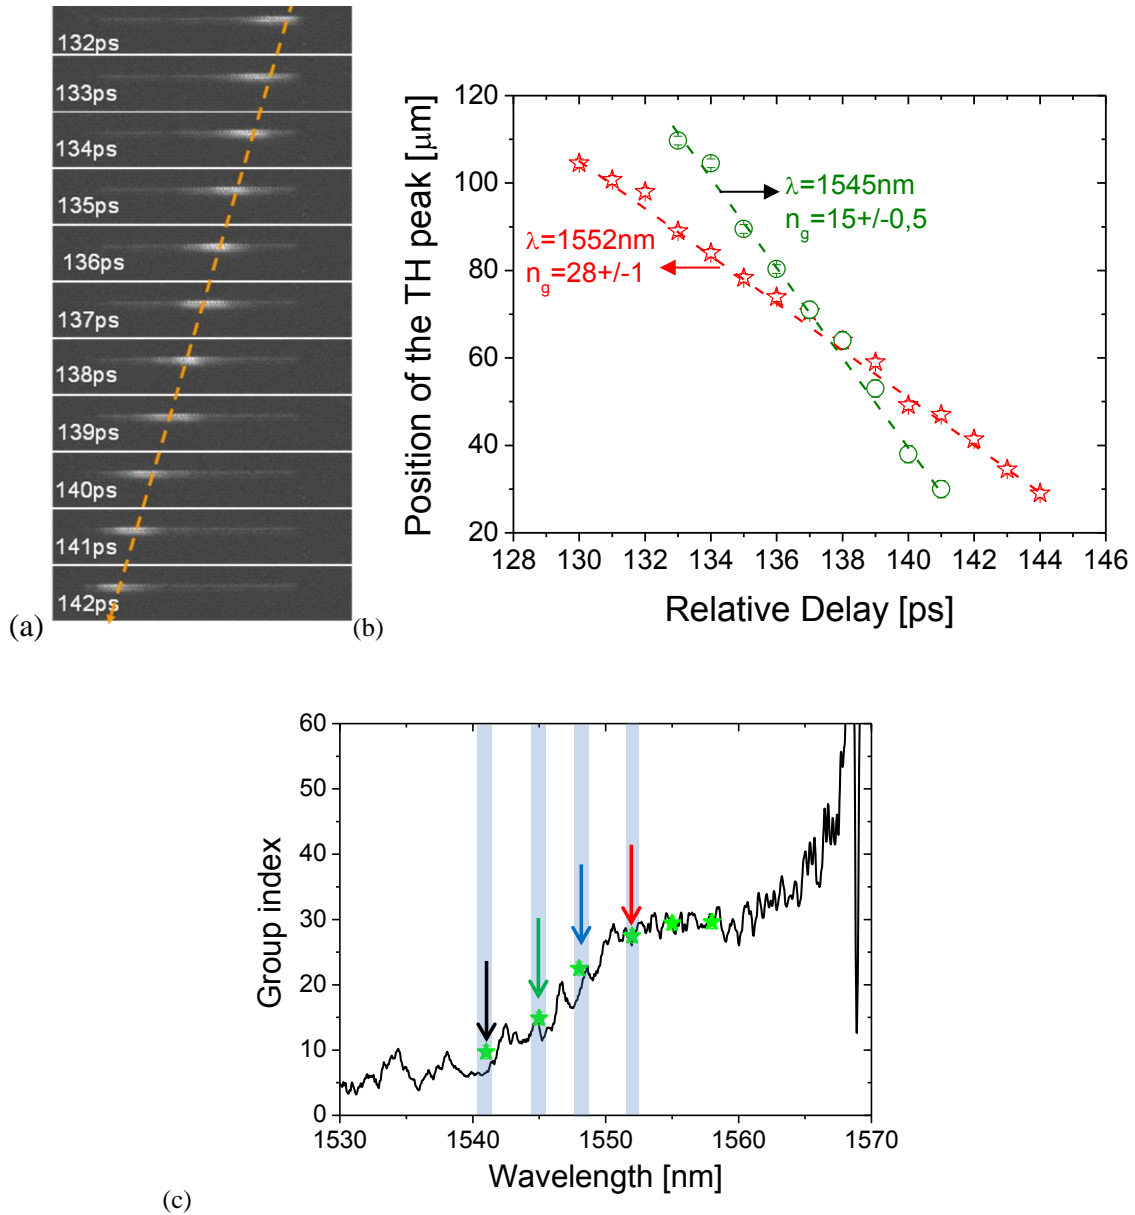 132ps
133ps
134ps
135ps
136ps
137ps
138ps
139ps
140ps
141ps
142ps
(a)
120
100
80
60
40
20
128 130 132 134 136 138 140 142 144 146
Position of the TH peak [μm]
Relative Delay [ps]
λ=1545nm
n_g=15+/-0,5
λ=1552nm
n_g=28+/-1
(b)
60
50
40
30
20
10
0
1530 1540 1550 1560 1570
Group index
Wavelength [nm]
(c)